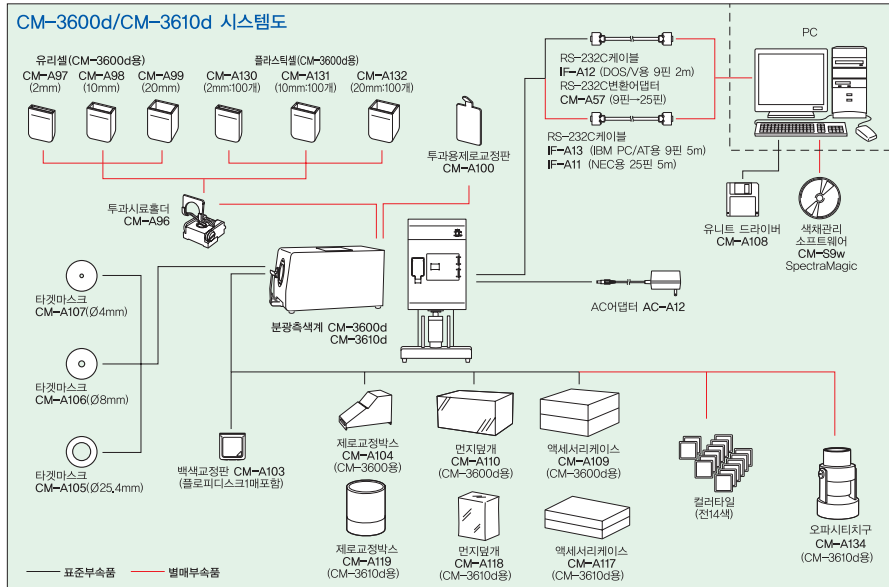 CM-3600d/CM-3610d 시스템도
유리셀(CM-3600d용)
CM-A97
(2mm)
CM-A98
(10mm)
CM-A99
(20mm)
플라스틱셀(CM-3600d용)
CM-A130
(2mm:100개)
CM-A131
(10mm:100개)
CM-A132
(20mm:100개)
투과용제로교정판
CM-A100
투과시료홀더
CM-A96
RS-232C케이블
IF-A12 (DOS/V용 9핀 2m)
RS-232C변환어댑터
CM-A57 (9핀→25핀)
RS-232C케이블
IF-A13 (IBM PC/AT용 9핀 5m)
IF-A11 (NEC용 25핀 5m)
PC
유니트 드라이버
CM-A108
색채관리
소프트웨어
CM-S9w
SpectraMagic
AC어댑터 AC-A12
분광측색계 CM-3600d
CM-3610d
타겟마스크
CM-A107(Ø4mm)
타겟마스크
CM-A106(Ø8mm)
타겟마스크
CM-A105(Ø25.4mm)
백색교정판 CM-A103
(플로피디스크1매포함)
제로교정박스
CM-A104
(CM-3600용)
먼지덮개
CM-A110
(CM-3600d용)
액세서리케이스
CM-A109
(CM-3600d용)
제로교정박스
CM-A119
(CM-3610d용)
먼지덮개
CM-A118
(CM-3610d용)
액세서리케이스
CM-A117
(CM-3610d용)
컬러타일
(전14색)
오파시티치구
CM-A134
(CM-3610d용)
표준부속품
별매부속품